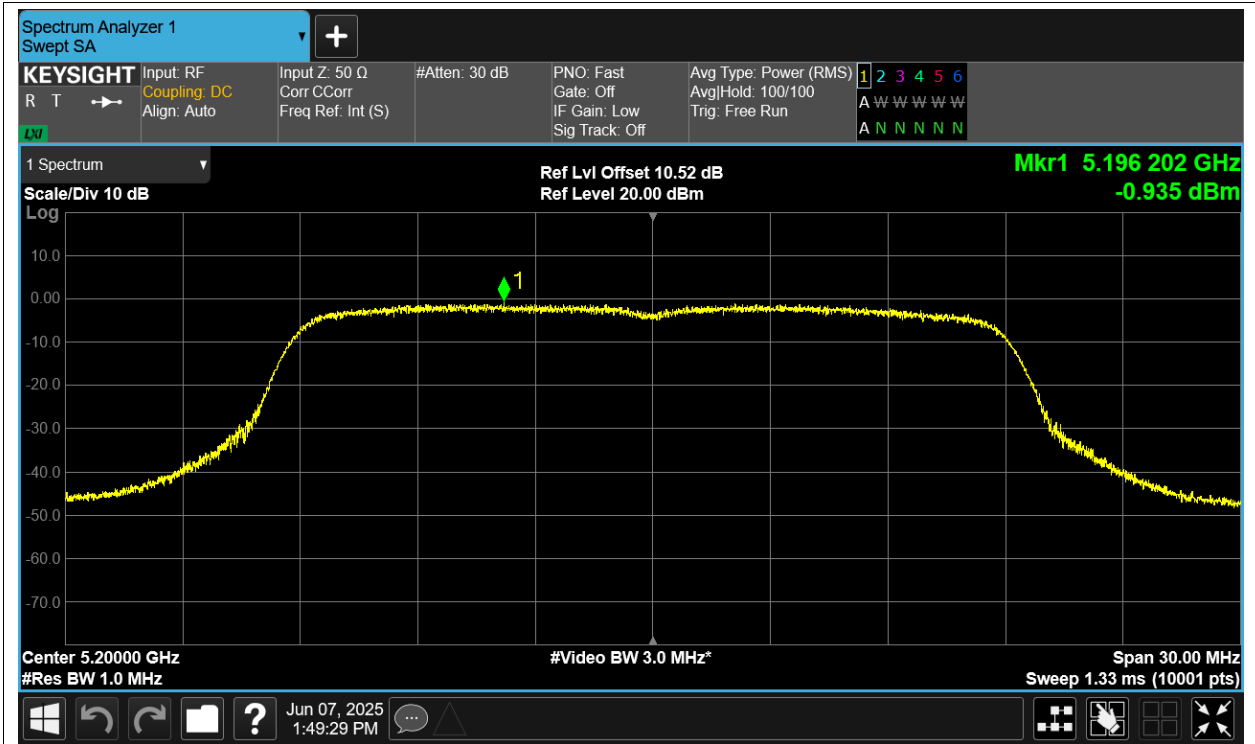 Spectrum Analyzer 1
Swept SA
KEYSIGHT
R T
LXI
Input: RF
Coupling: DC
Align: Auto
Input Z: 50 Ω
Corr CCorr
Freq Ref: Int (S)
#Atten: 30 dB
PNO: Fast
Gate: Off
IF Gain: Low
Sig Track: Off
Avg Type: Power (RMS)
Avg|Hold: 100/100
Trig: Free Run
1 2 3 4 5 6
A W W W W W
A N N N N N
1 Spectrum
Scale/Div 10 dB
Log
Ref Lvl Offset 10.52 dB
Ref Level 20.00 dBm
Mkr1 5.196 202 GHz
-0.935 dBm
10.0
0.00
-10.0
-20.0
-30.0
-40.0
-50.0
-60.0
-70.0
1
Center 5.20000 GHz
#Res BW 1.0 MHz
#Video BW 3.0 MHz*
Span 30.00 MHz
Sweep 1.33 ms (10001 pts)
?
Jun 07, 2025
1:49:29 PM